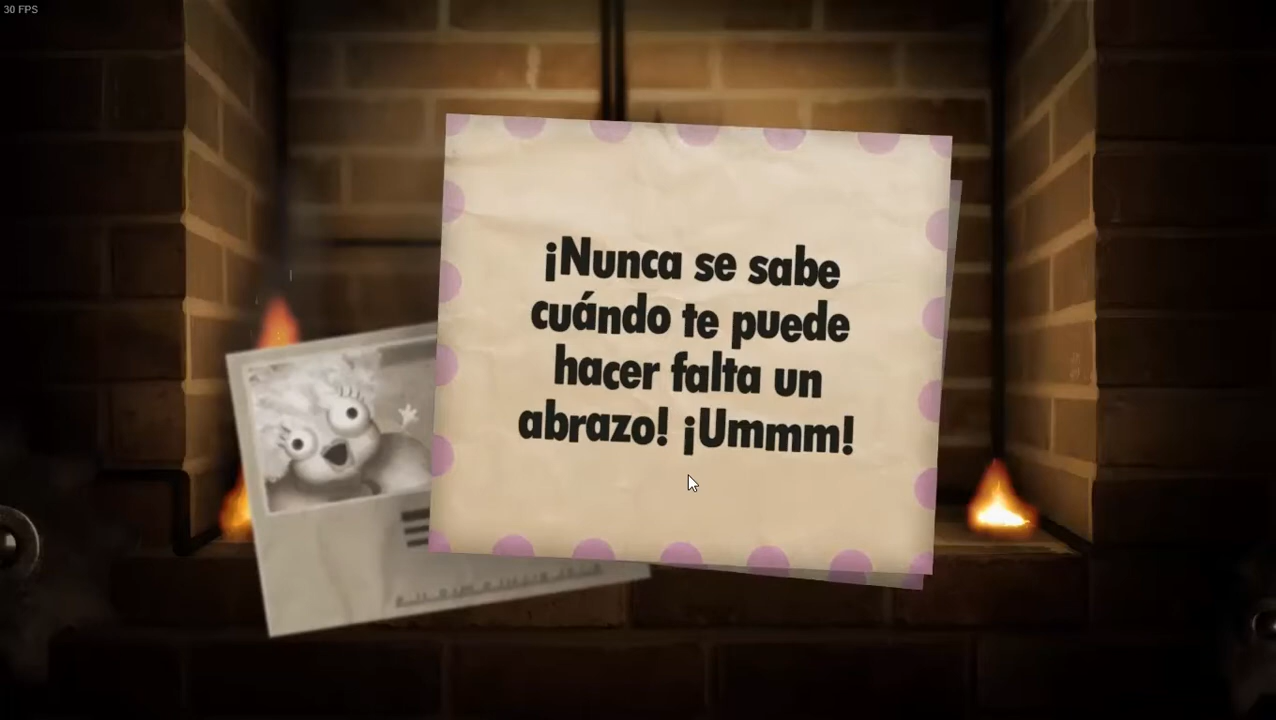 30 FPS
¡Nunca se sabe
cuándo te puede
hacer falta un
abrazo! ¡Ummm!